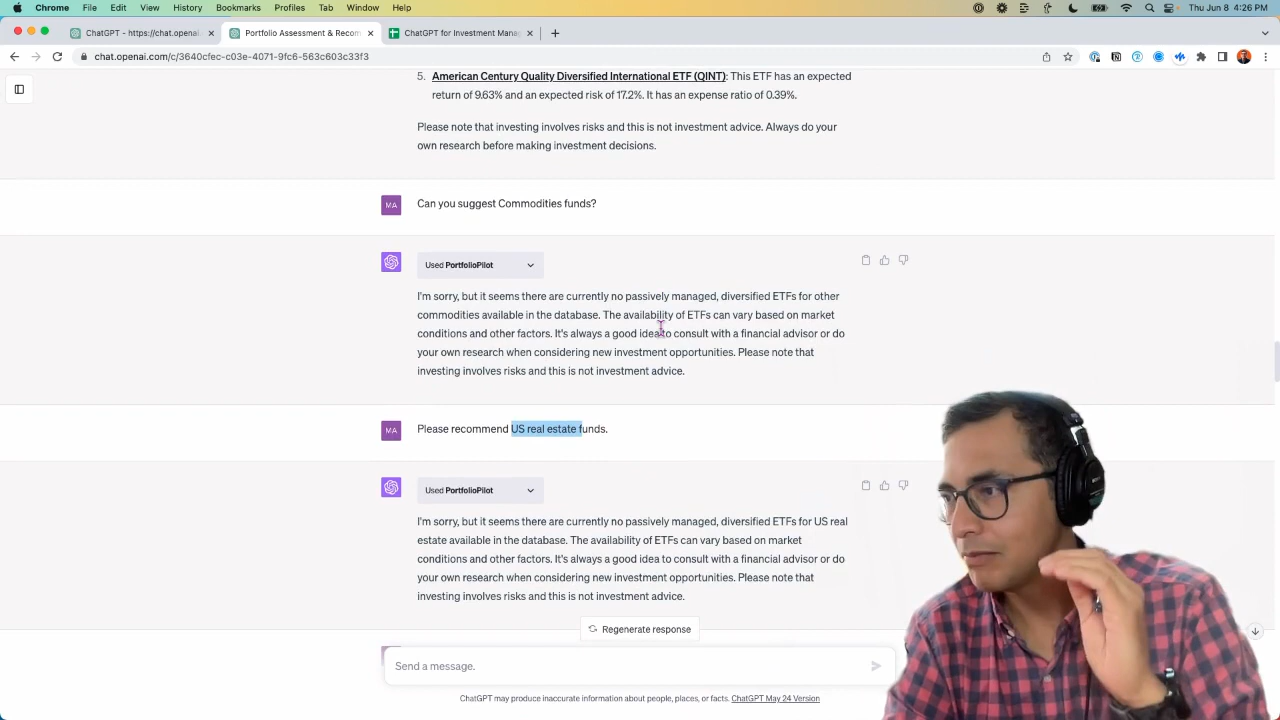 Chrome File Edit View History Bookmarks Profiles Tab Window Help
Thu Jun 8 4:26 PM
ChatGPT - https://chat.openai.
Portfolio Assessment & Recom
ChatGPT for Investment Manag
chat.openai.com/c/3640cfec-c03e-4071-9fc6-563c603c33f3
5. American Century Quality Diversified International ETF (QINT): This ETF has an expected
return of 9.63% and an expected risk of 17.2%. It has an expense ratio of 0.39%.
Please note that investing involves risks and this is not investment advice. Always do your
own research before making investment decisions.
MA
Can you suggest Commodities funds?
Used PortfolioPilot
I'm sorry, but it seems there are currently no passively managed, diversified ETFs for other
commodities available in the database. The availability of ETFs can vary based on market
conditions and other factors. It's always a good idea to consult with a financial advisor or do
your own research when considering new investment opportunities. Please note that
investing involves risks and this is not investment advice.
MA
Please recommend US real estate funds.
Used PortfolioPilot
I'm sorry, but it seems there are currently no passively managed, diversified ETFs for US real
estate available in the database. The availability of ETFs can vary based on market
conditions and other factors. It's always a good idea to consult with a financial advisor or do
your own research when considering new investment opportunities. Please note that
investing involves risks and this is not investment advice.
Regenerate response
Send a message.
ChatGPT may produce inaccurate information about people, places, or facts. ChatGPT May 24 Version